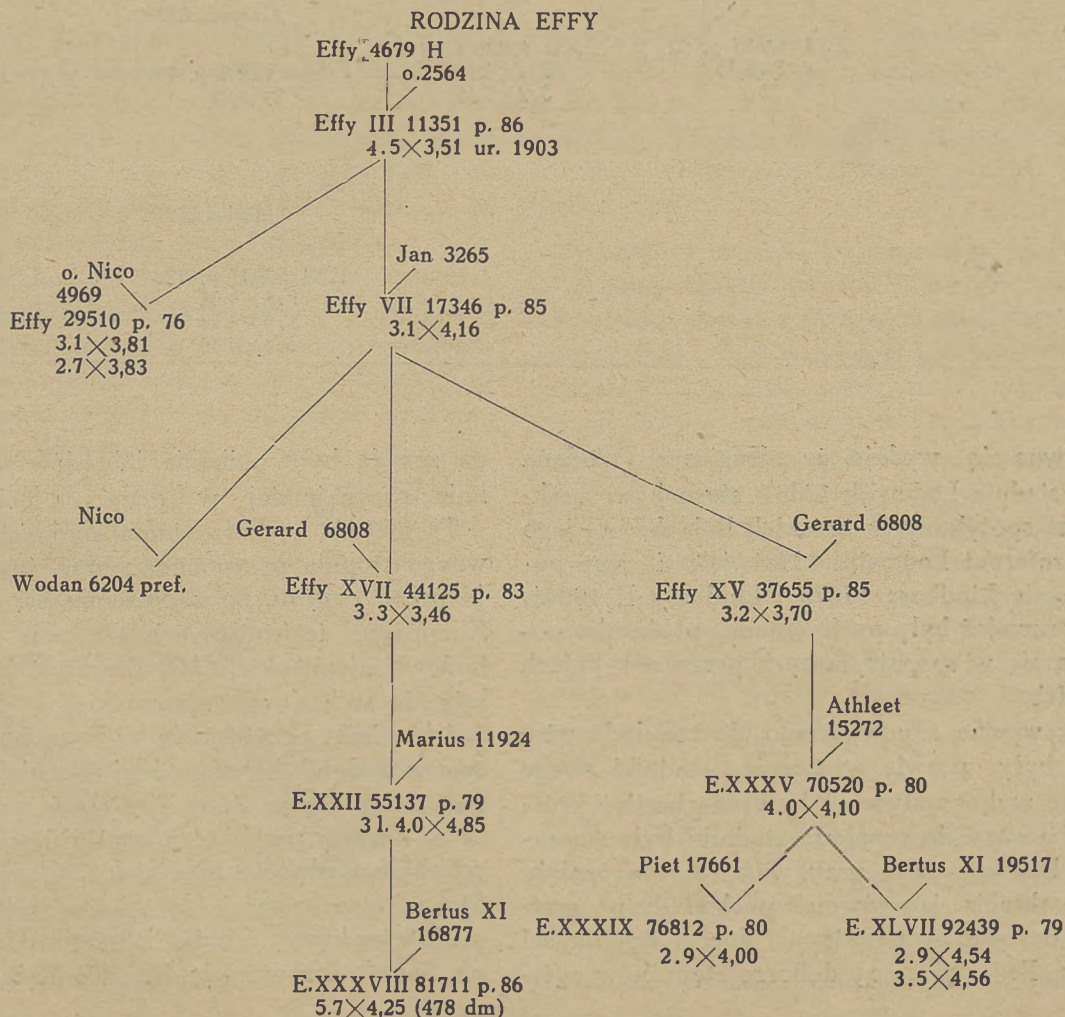 RODZINA EFFY
Effy 4679 H
o.2564
Effy III 11351 p. 86
4.5×3,51 ur. 1903
Jan 3265
o. Nico
4969
Effy 29510 p. 76
3.1×3,81
2.7×3,83
Effy VII 17346 p. 85
3.1×4,16
Nico
Wodan 6204 pref.
Gerard 6808
Effy XVII 44125 p. 83
3.3×3,46
Gerard 6808
Effy XV 37655 p. 85
3.2×3,70
Marius 11924
E.XXII 55137 p. 79
3 l. 4.0×4,85
Athleet
15272
E.XXXV 70520 p. 80
4.0×4,10
Bertus XI
16877
E.XXXVIII 81711 p. 86
5.7×4,25 (478 dm)
Piet 17661
E.XXXIX 76812 p. 80
2.9×4,00
Bertus XI 19517
E. XLVII 92439 p. 79
2.9×4,54
3.5×4,56